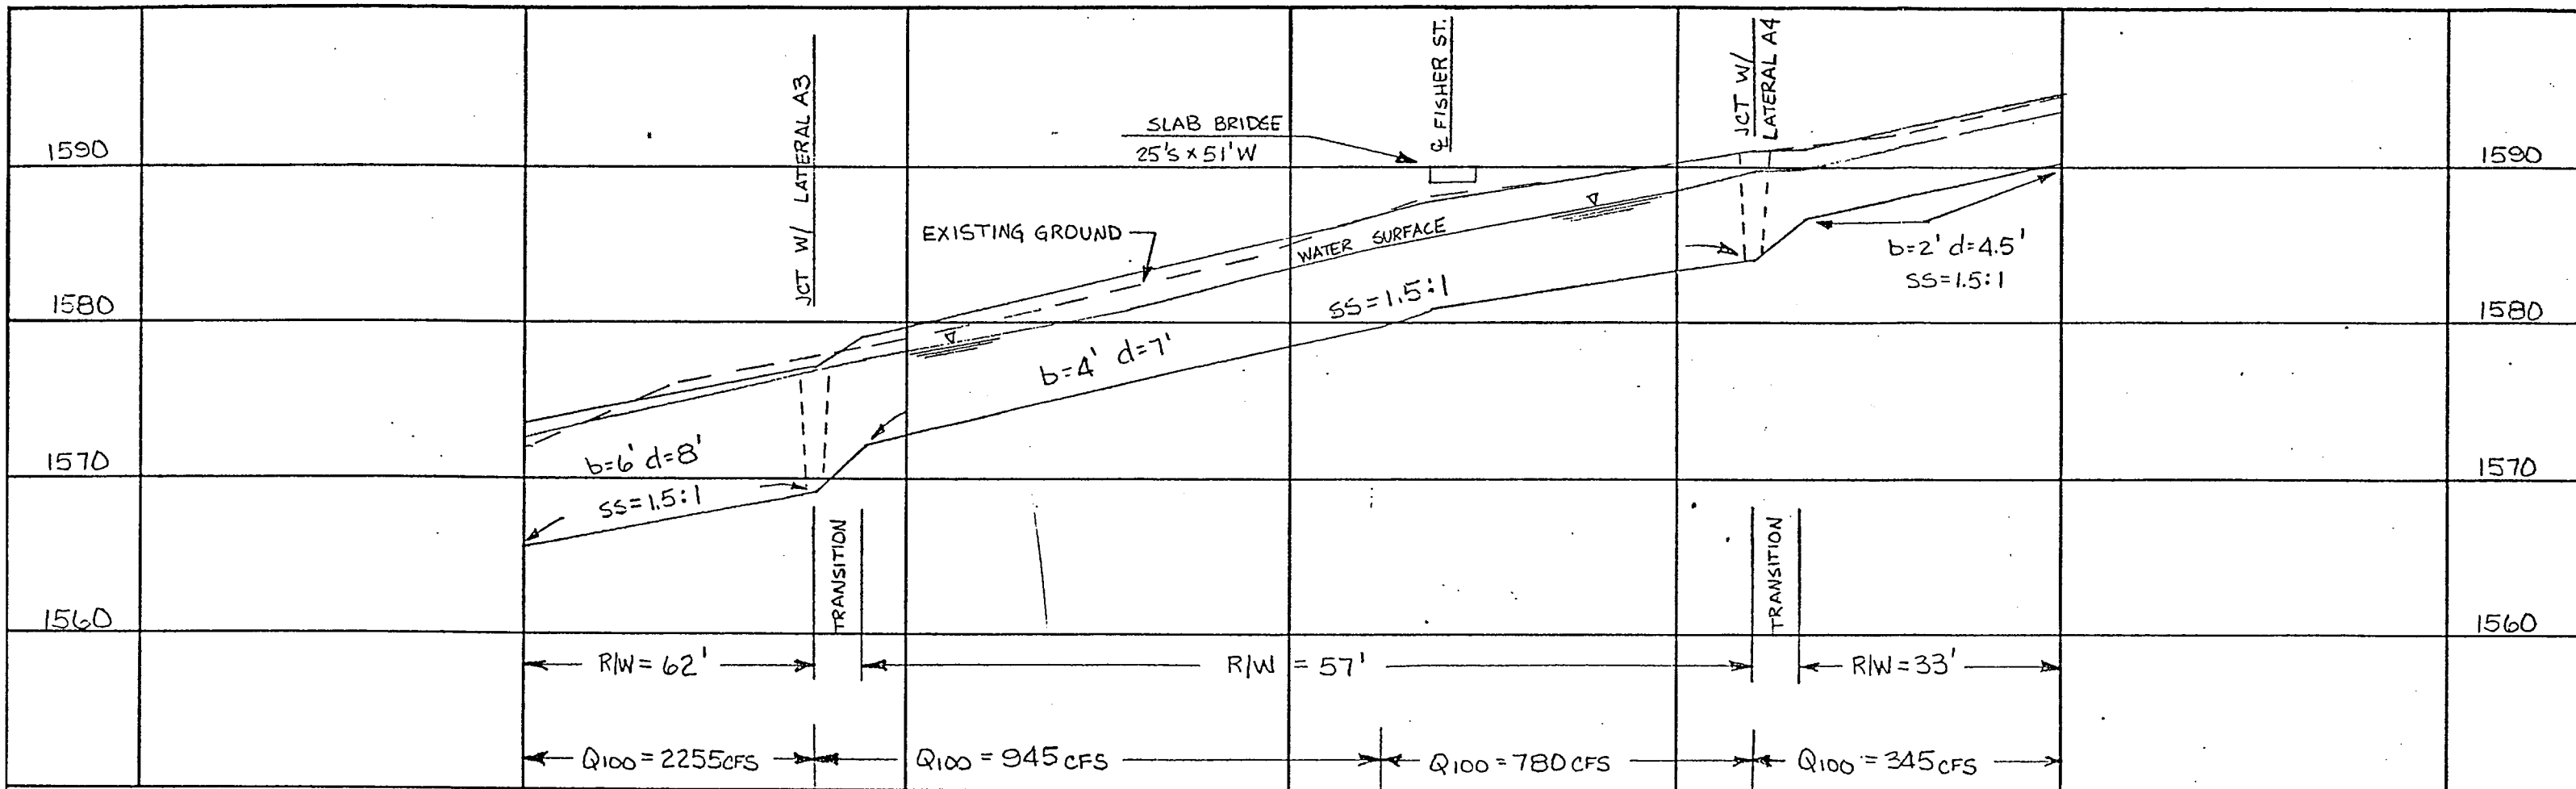 JCT W/ LATERAL A3
SLAB BRIDGE
25'S x 51'W
℄ FISHER ST.
JCT W/
LATERAL A4
1590
1590
EXISTING GROUND
WATER SURFACE
b=2' d=4.5'
SS=1.5:1
1580
SS=1.5:1
1580
b=4' d=7'
1570
b=6' d=8'
SS=1.5:1
1570
TRANSITION
TRANSITION
1560
1560
R/W = 62'
R/W = 57'
R/W = 33'
Q100 = 2255 CFS
Q100 = 945 CFS
Q100 = 780 CFS
Q100 = 345 CFS